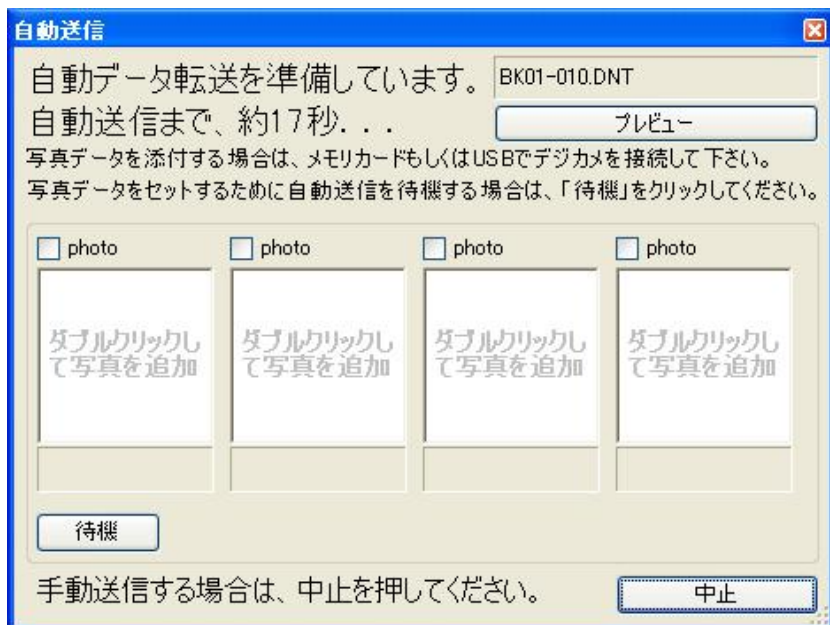 自動送信
自動データ転送を準備しています。 BK01-010.DNT
自動送信まで、約17秒... プレビュー
写真データを添付する場合は、メモリカードもしくはUSBでデジカメを接続して下さい。
写真データをセットするために自動送信を待機する場合は、「待機」をクリックしてください。
photo photo photo photo
ダブルクリックし ダブルクリックし ダブルクリックし ダブルクリックし
て写真を追加 て写真を追加 て写真を追加 て写真を追加
待機
手動送信する場合は、中止を押してください。 中止